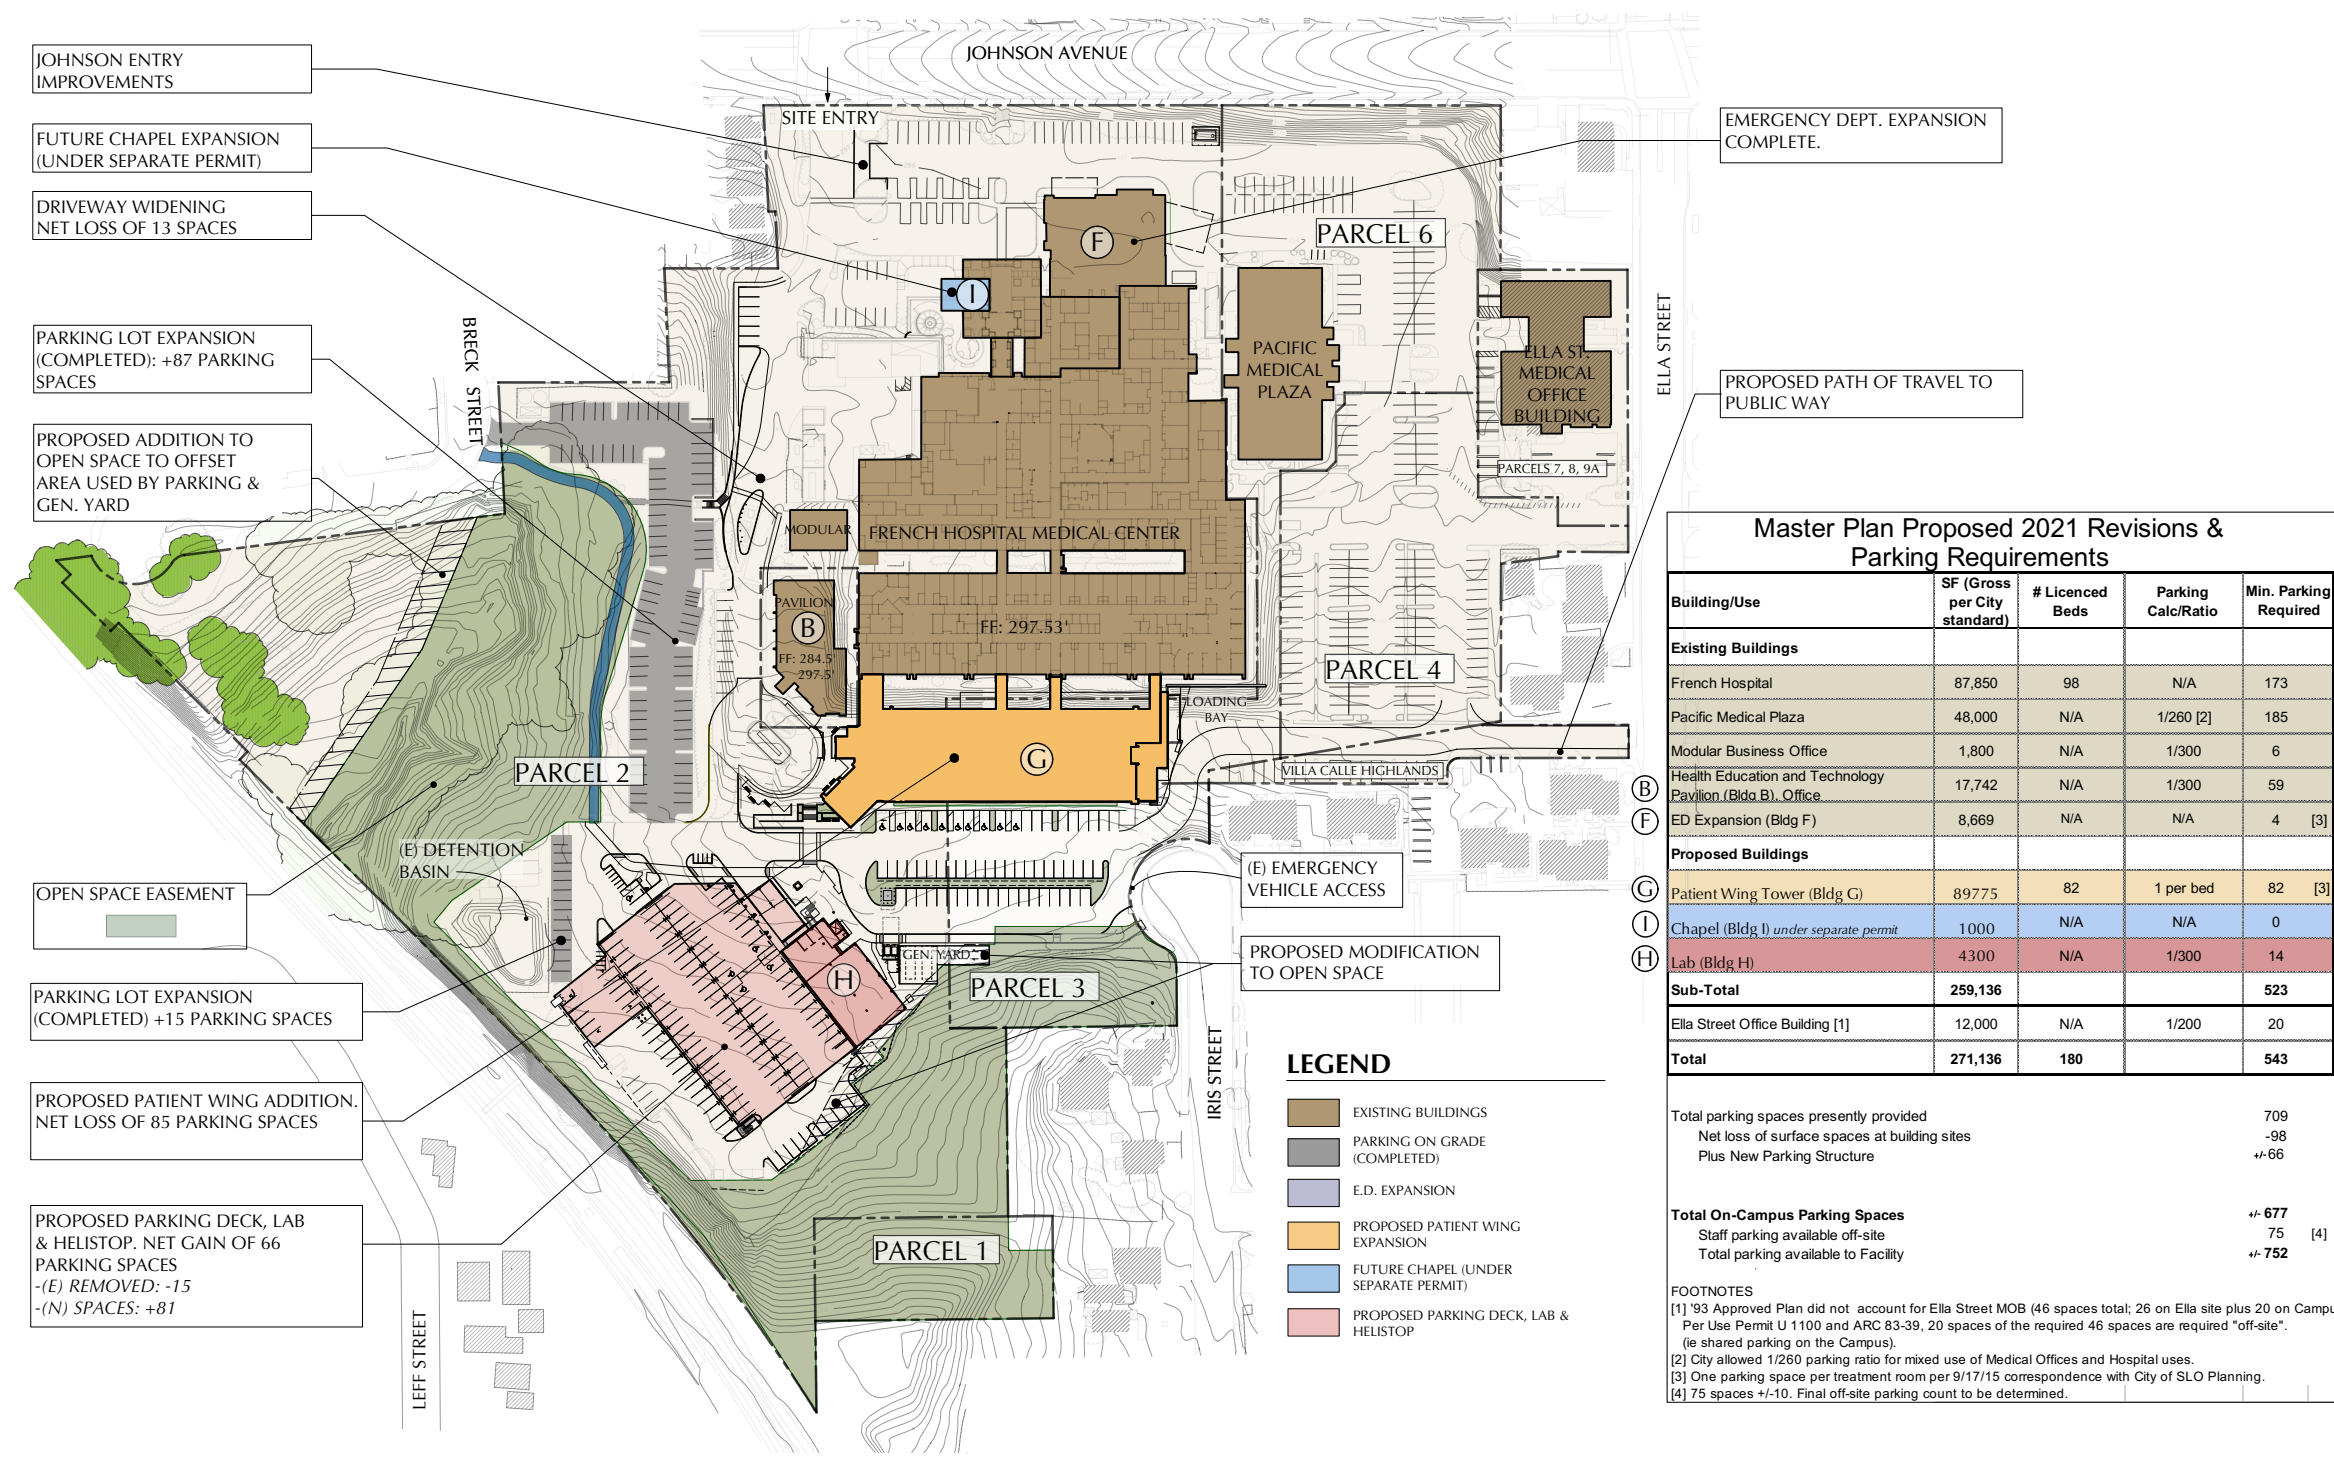 JOHNSON AVENUE
SITE ENTRY
JOHNSON ENTRY
IMPROVEMENTS
FUTURE CHAPEL EXPANSION
(UNDER SEPARATE PERMIT)
DRIVEWAY WIDENING
NET LOSS OF 13 SPACES
PARKING LOT EXPANSION
(COMPLETED): +87 PARKING
SPACES
PROPOSED ADDITION TO
OPEN SPACE TO OFFSET
AREA USED BY PARKING &
GEN. YARD
OPEN SPACE EASEMENT
PARKING LOT EXPANSION
(COMPLETED) +15 PARKING SPACES
PROPOSED PATIENT WING ADDITION.
NET LOSS OF 85 PARKING SPACES
PROPOSED PARKING DECK, LAB
& HELISTOP. NET GAIN OF 66
PARKING SPACES
-(E) REMOVED: -15
-(N) SPACES: +81
BRECK STREET
LEFF STREET
IRIS STREET
ELLA STREET
EMERGENCY DEPT. EXPANSION
COMPLETE.
PROPOSED PATH OF TRAVEL TO
PUBLIC WAY
PARCEL 6
F
I
PACIFIC
MEDICAL
PLAZA
ELLA ST.
MEDICAL
OFFICE
BUILDING
PARCELS 7, 8, 9A
MODULAR
FRENCH HOSPITAL MEDICAL CENTER
PAVILION
B
FF: 284.5'
297.5'
FF: 297.53'
PARCEL 4
LOADING
BAY
G
VILLA CALLE HIGHLANDS
PARCEL 2
(E) DETENTION
BASIN
(E) EMERGENCY
VEHICLE ACCESS
PROPOSED MODIFICATION
TO OPEN SPACE
GEN. YARD
H
PARCEL 3
PARCEL 1
LEGEND
EXISTING BUILDINGS
PARKING ON GRADE
(COMPLETED)
E.D. EXPANSION
PROPOSED PATIENT WING
EXPANSION
FUTURE CHAPEL (UNDER
SEPARATE PERMIT)
PROPOSED PARKING DECK, LAB &
HELISTOP
Master Plan Proposed 2021 Revisions &
Parking Requirements
Building/Use SF (Gross per City standard) # Licenced Beds Parking Calc/Ratio Min. Parking Required
Existing Buildings
French Hospital 87,850 98 N/A 173
Pacific Medical Plaza 48,000 N/A 1/260 [2] 185
Modular Business Office 1,800 N/A 1/300 6
B Health Education and Technology Pavilion (Bldg B), Office 17,742 N/A 1/300 59
F ED Expansion (Bldg F) 8,669 N/A N/A 4 [3]
Proposed Buildings
G Patient Wing Tower (Bldg G) 89775 82 1 per bed 82 [3]
I Chapel (Bldg I) under separate permit 1000 N/A N/A 0
H Lab (Bldg H) 4300 N/A 1/300 14
Sub-Total 259,136 523
Ella Street Office Building [1] 12,000 N/A 1/200 20
Total 271,136 180 543
Total parking spaces presently provided 709
Net loss of surface spaces at building sites -98
Plus New Parking Structure +/-66
Total On-Campus Parking Spaces +/- 677
Staff parking available off-site 75 [4]
Total parking available to Facility +/- 752
FOOTNOTES
[1] '93 Approved Plan did not account for Ella Street MOB (46 spaces total; 26 on Ella site plus 20 on Campu
Per Use Permit U 1100 and ARC 83-39, 20 spaces of the required 46 spaces are required "off-site".
(ie shared parking on the Campus).
[2] City allowed 1/260 parking ratio for mixed use of Medical Offices and Hospital uses.
[3] One parking space per treatment room per 9/17/15 correspondence with City of SLO Planning.
[4] 75 spaces +/-10. Final off-site parking count to be determined.